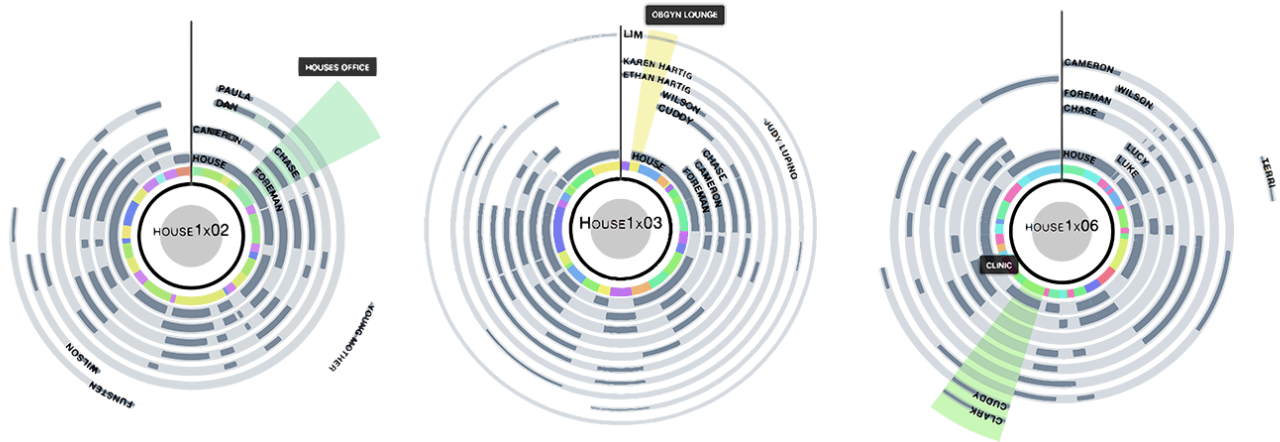 HOUSES OFFICE
PAULA
DAN
CAMERON
CHASE
HOUSE
FOREMAN
HOUSE1x02
YOUNG MOTHER
WILSON
FUNSTEN
OBGYN LOUNGE
LIM
KAREN HARTIG
ETHAN HARTIG
WILSON
CUDDY
JUDY LUPINO
HOUSE
CHASE
CAMERON
FOREMAN
HOUSE1x03
CAMERON
FOREMAN
WILSON
CHASE
LUCY
HOUSE
LUKE
TERRI
HOUSE1x06
CLINIC
CUDDY
CLARK